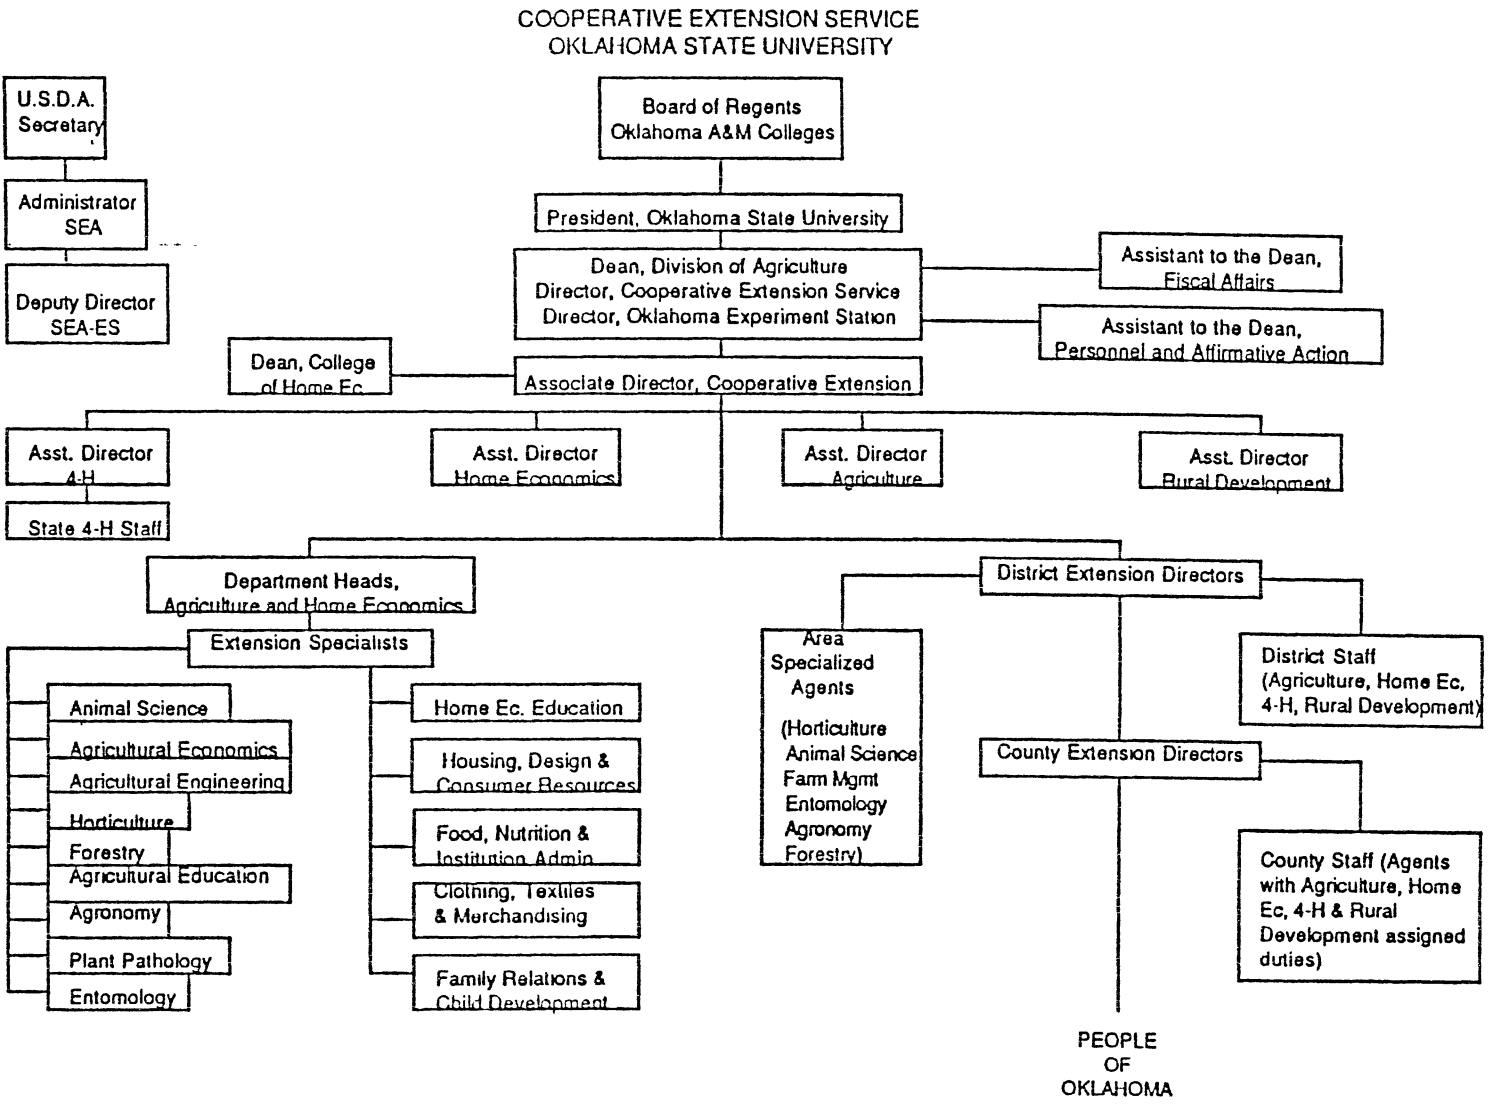 COOPERATIVE EXTENSION SERVICE
OKLAHOMA STATE UNIVERSITY
U.S.D.A.
Secretary
Administrator
SEA
Deputy Director
SEA-ES
Board of Regents
Oklahoma A&M Colleges
President, Oklahoma State University
Dean, Division of Agriculture
Director, Cooperative Extension Service
Director, Oklahoma Experiment Station
Assistant to the Dean,
Fiscal Affairs
Assistant to the Dean,
Personnel and Affirmative Action
Dean, College
of Home Ec.
Associate Director, Cooperative Extension
Asst. Director
4-H
Asst. Director
Home Economics
Asst. Director
Agriculture
Asst. Director
Rural Development
State 4-H Staff
Department Heads,
Agriculture and Home Economics
Extension Specialists
Animal Science
Agricultural Economics
Agricultural Engineering
Horticulture
Forestry
Agricultural Education
Agronomy
Plant Pathology
Entomology
Home Ec. Education
Housing, Design &
Consumer Resources
Food, Nutrition &
Institution Admin
Clothing, Textiles
& Merchandising
Family Relations &
Child Development
District Extension Directors
Area
Specialized
Agents
(Horticulture
Animal Science
Farm Mgmt
Entomology
Agronomy
Forestry)
District Staff
(Agriculture, Home Ec,
4-H, Rural Development)
County Extension Directors
County Staff (Agents
with Agriculture, Home
Ec, 4-H & Rural
Development assigned
duties)
PEOPLE
OF
OKLAHOMA